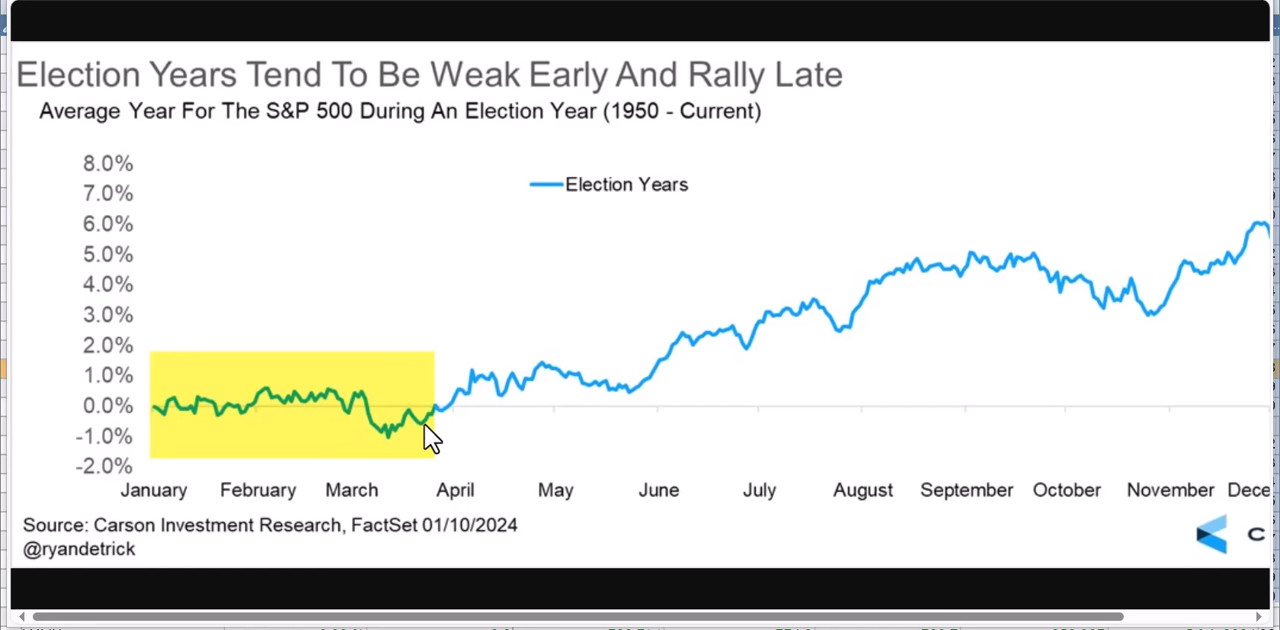 Election Years Tend To Be Weak Early And Rally Late
Average Year For The S&P 500 During An Election Year (1950 - Current)
8.0%
Election Years
7.0%
6.0%
5.0%
4.0%
3.0%
2.0%
1.0%
0.0%
-1.0%
-2.0%
January February March April May June July August September October November Dece
Source: Carson Investment Research, FactSet 01/10/2024
@ryandetrick
C